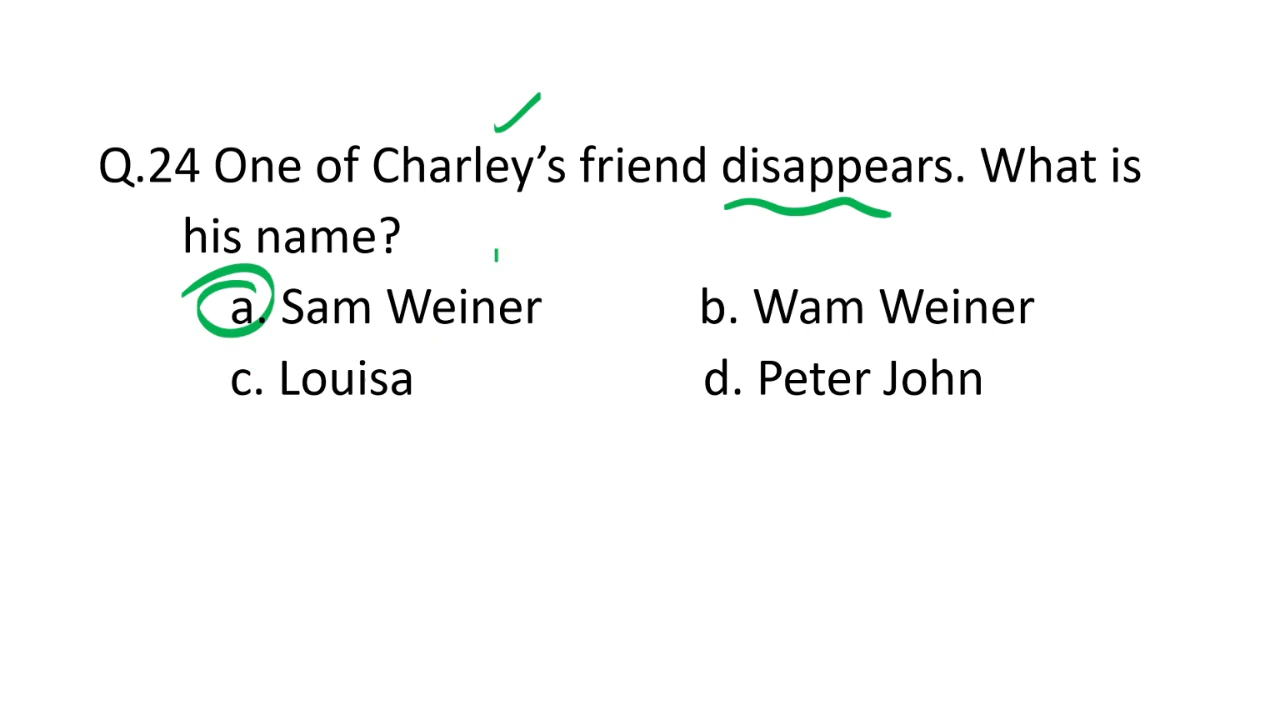 Q.24 One of Charley’s friend disappears. What is
his name?
a. Sam Weiner b. Wam Weiner
c. Louisa d. Peter John